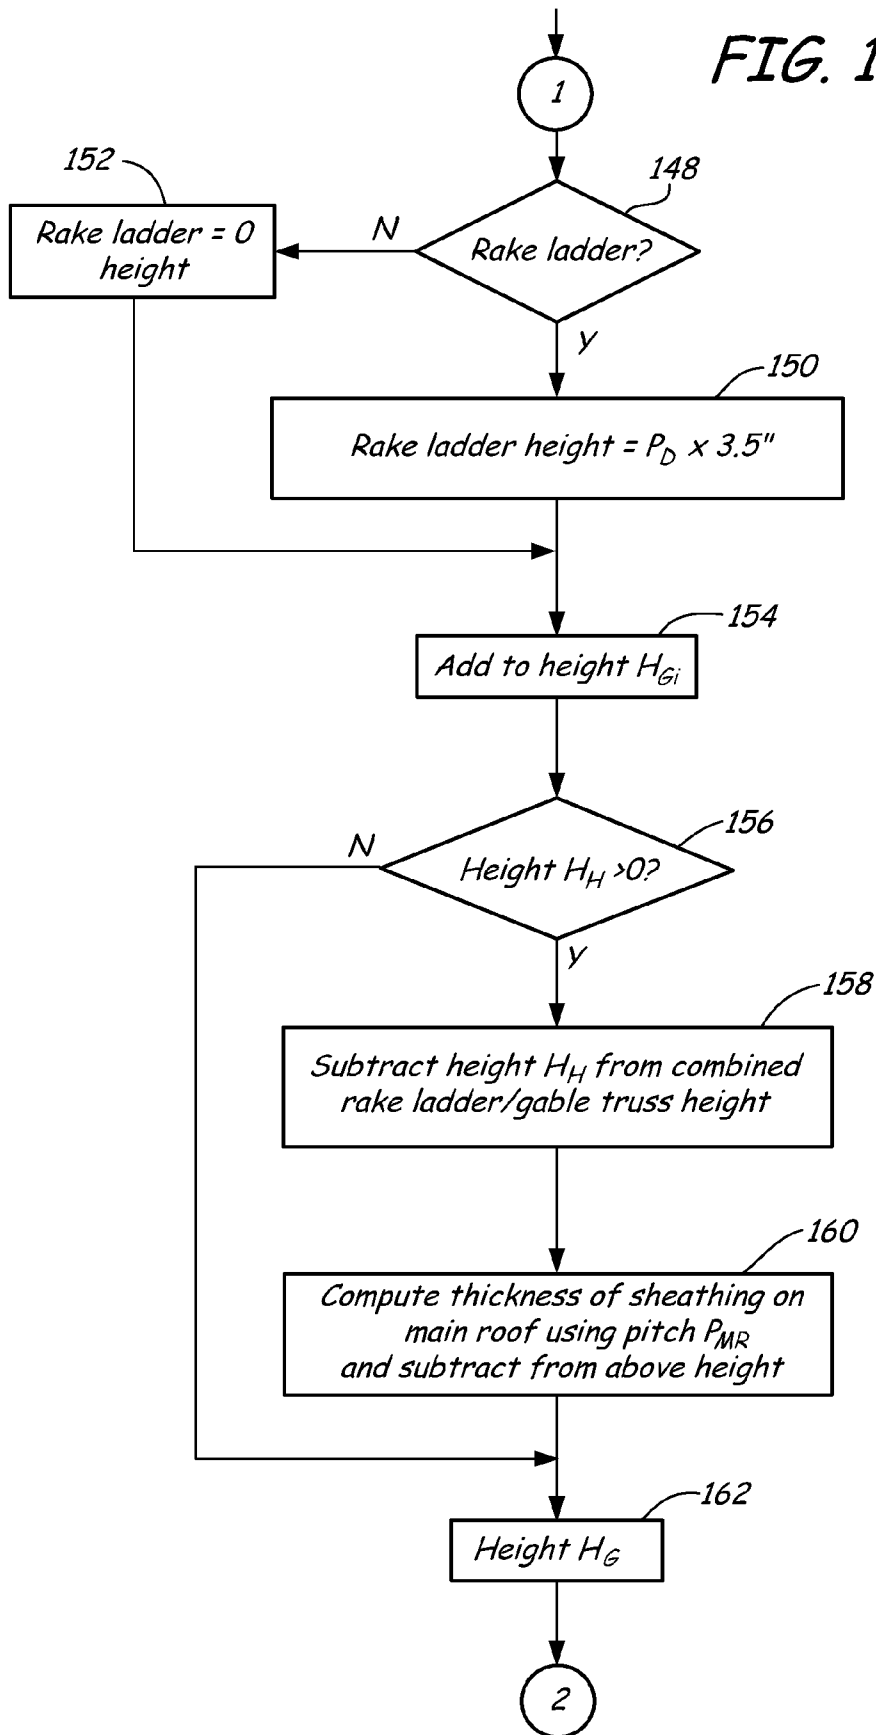 FIG. 1
1
148
152
Rake ladder = 0
height
N
Rake ladder?
Y
150
Rake ladder height = P_D x 3.5"
154
Add to height H_Gi
156
N
Height H_H >0?
Y
158
Subtract height H_H from combined
rake ladder/gable truss height
160
Compute thickness of sheathing on
main roof using pitch P_MR
and subtract from above height
162
Height H_G
2